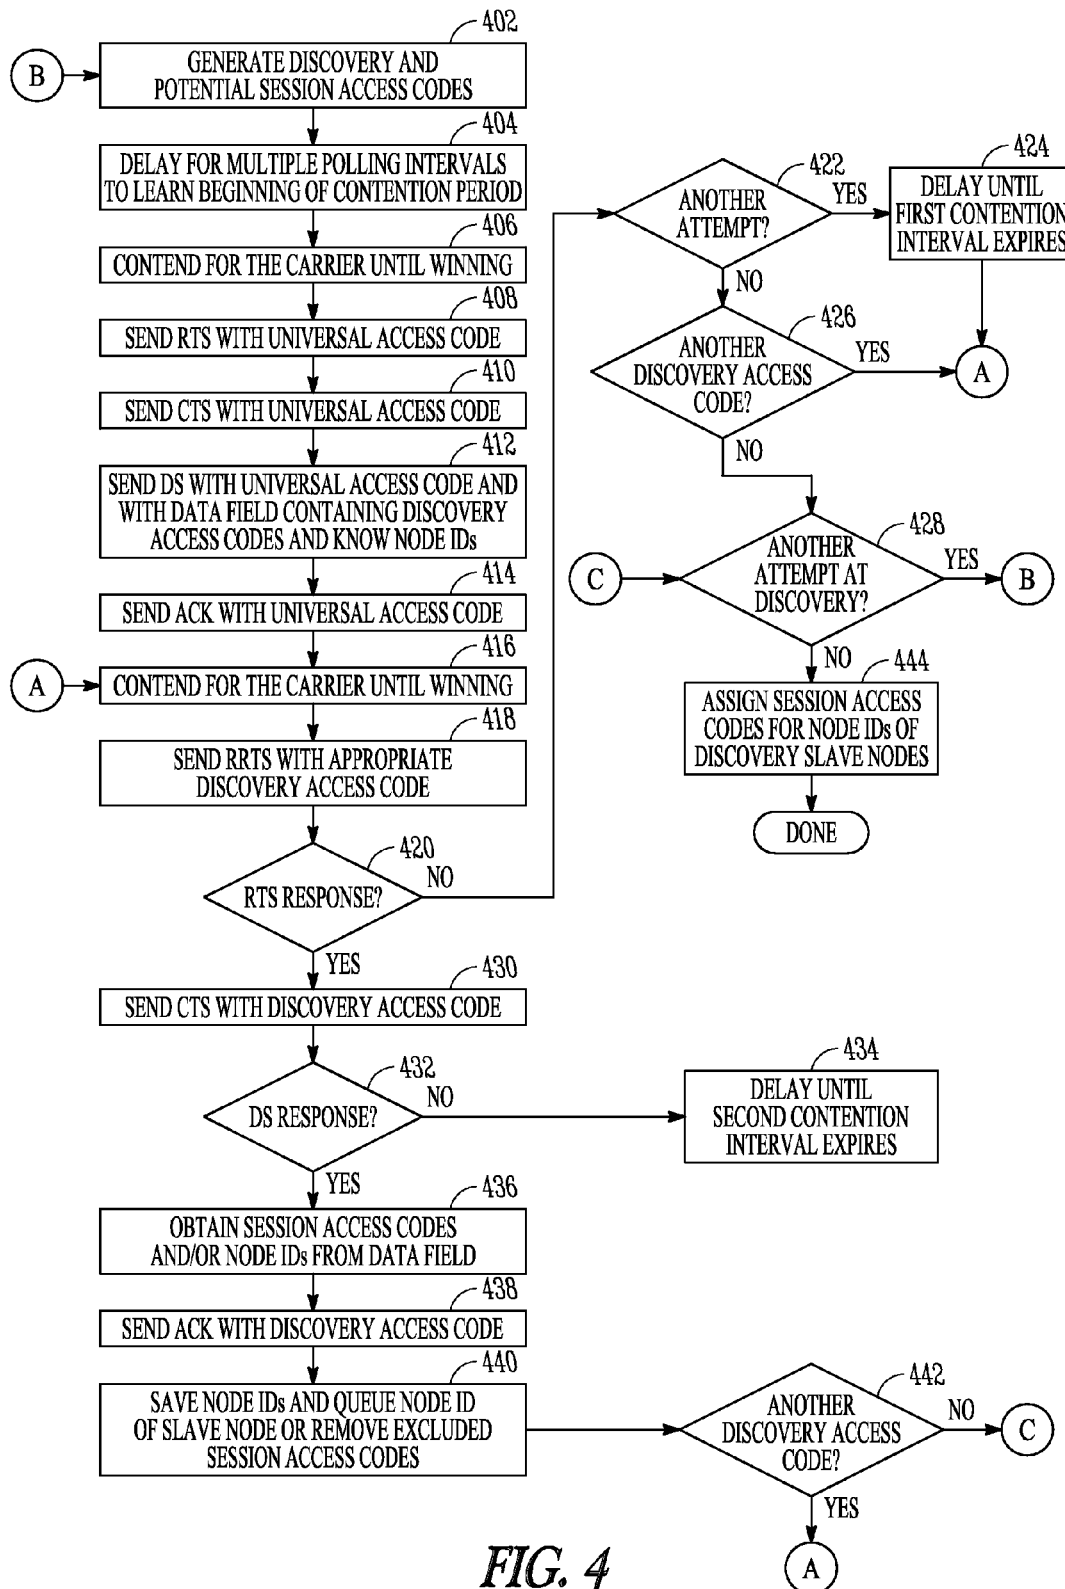 402
B
GENERATE DISCOVERY AND
POTENTIAL SESSION ACCESS CODES
404
DELAY FOR MULTIPLE POLLING INTERVALS
TO LEARN BEGINNING OF CONTENTION PERIOD
406
CONTEND FOR THE CARRIER UNTIL WINNING
408
SEND RTS WITH UNIVERSAL ACCESS CODE
410
SEND CTS WITH UNIVERSAL ACCESS CODE
412
SEND DS WITH UNIVERSAL ACCESS CODE AND
WITH DATA FIELD CONTAINING DISCOVERY
ACCESS CODES AND KNOW NODE IDs
414
SEND ACK WITH UNIVERSAL ACCESS CODE
416
A
CONTEND FOR THE CARRIER UNTIL WINNING
418
SEND RRTS WITH APPROPRIATE
DISCOVERY ACCESS CODE
420
RTS RESPONSE?
NO
YES
422
ANOTHER
ATTEMPT?
YES
NO
424
DELAY UNTIL
FIRST CONTENTION
INTERVAL EXPIRES
426
ANOTHER
DISCOVERY ACCESS
CODE?
YES
A
NO
428
C
ANOTHER
ATTEMPT AT
DISCOVERY?
YES
B
NO
444
ASSIGN SESSION ACCESS
CODES FOR NODE IDs OF
DISCOVERY SLAVE NODES
DONE
430
SEND CTS WITH DISCOVERY ACCESS CODE
432
DS RESPONSE?
NO
YES
434
DELAY UNTIL
SECOND CONTENTION
INTERVAL EXPIRES
436
OBTAIN SESSION ACCESS CODES
AND/OR NODE IDs FROM DATA FIELD
438
SEND ACK WITH DISCOVERY ACCESS CODE
440
SAVE NODE IDs AND QUEUE NODE ID
OF SLAVE NODE OR REMOVE EXCLUDED
SESSION ACCESS CODES
442
ANOTHER
DISCOVERY ACCESS
CODE?
NO
C
YES
A
FIG. 4